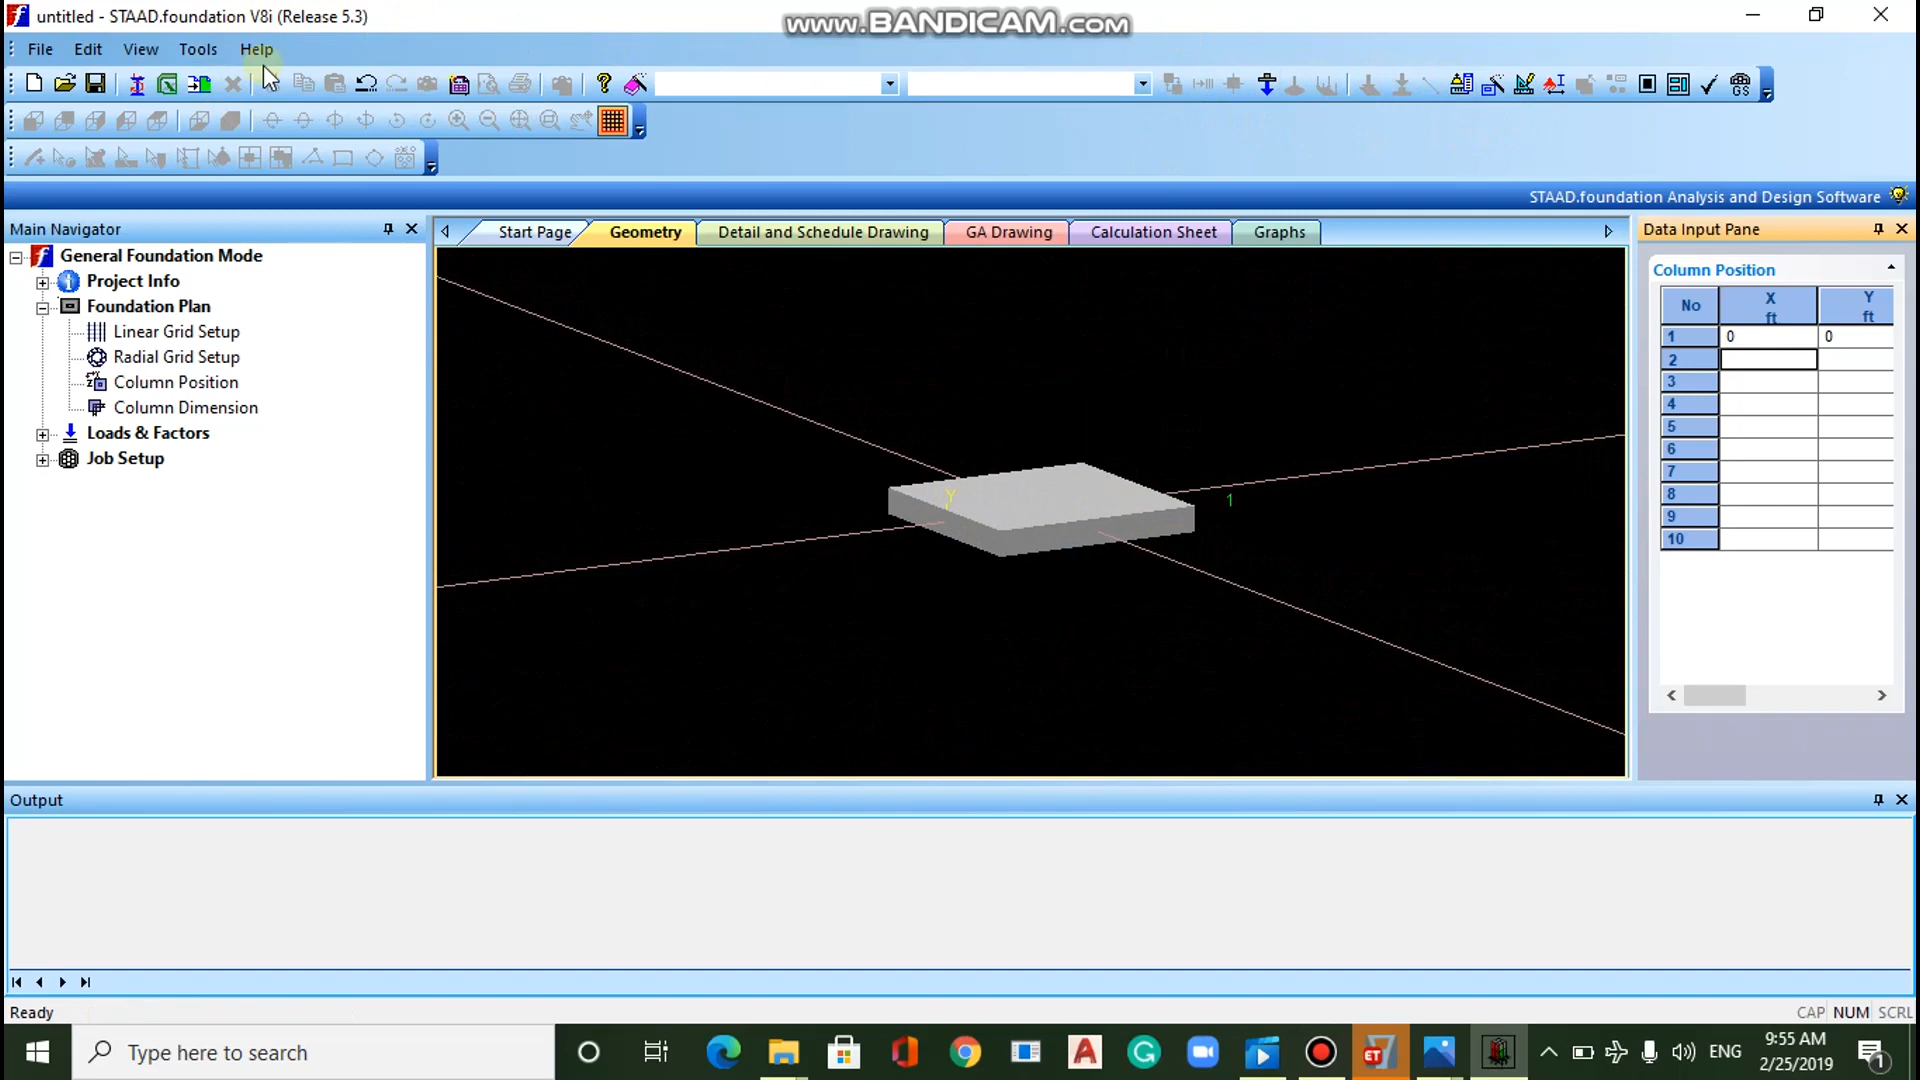 untitled - STAAD.foundation V8i (Release 5.3)
www.BANDICAM.com
File Edit View Tools Help
STAAD.foundation Analysis and Design Software
Main Navigator
General Foundation Mode
Project Info
Foundation Plan
Linear Grid Setup
Radial Grid Setup
Column Position
Column Dimension
Loads & Factors
Job Setup
Start Page Geometry Detail and Schedule Drawing GA Drawing Calculation Sheet Graphs
Y
1
Data Input Pane
Column Position
No X ft Y ft
1 0 0
2
3
4
5
6
7
8
9
10
Output
Ready
CAP NUM SCRL
Type here to search
ENG
9:55 AM
2/25/2019
1